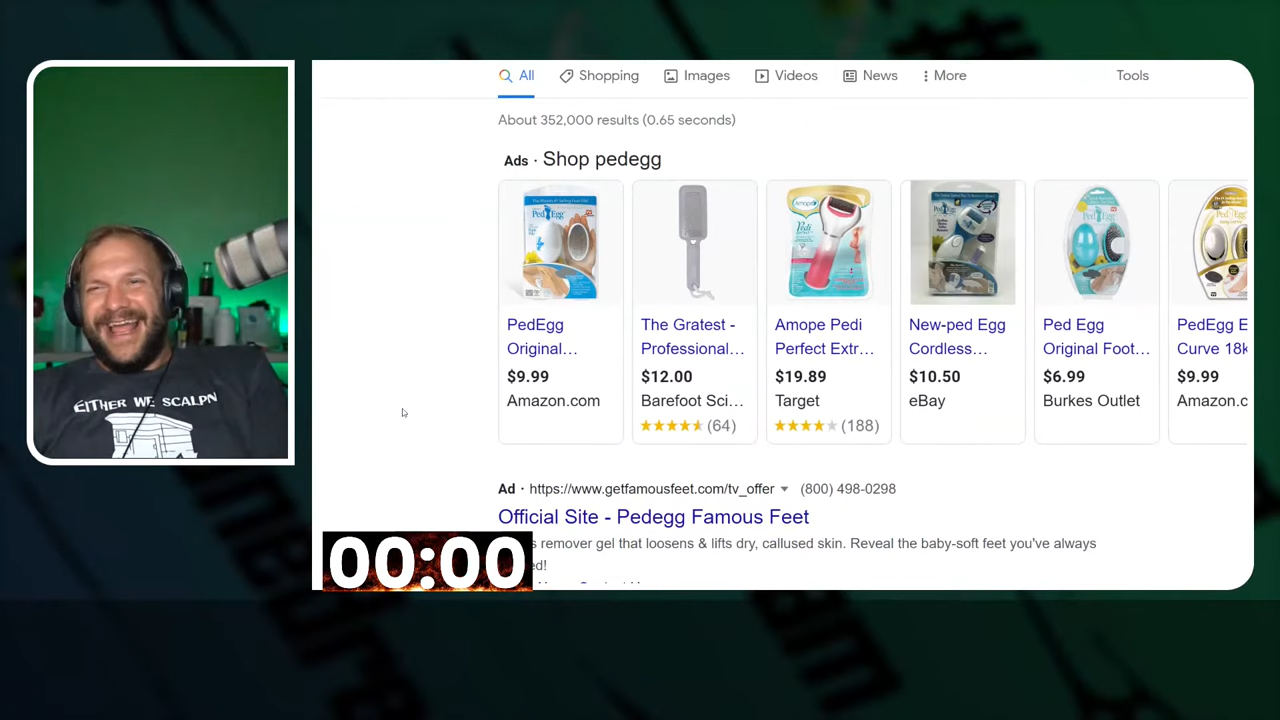 All
Shopping
Images
Videos
News
More
Tools
About 352,000 results (0.65 seconds)
Ads · Shop pedegg
PedEgg
Original…
$9.99
Amazon.com
The Gratest -
Professional…
$12.00
Barefoot Sci…
(64)
Amope Pedi
Perfect Extr…
$19.89
Target
(188)
New-ped Egg
Cordless…
$10.50
eBay
Ped Egg
Original Foot…
$6.99
Burkes Outlet
PedEgg E
Curve 18k
$9.99
Amazon.c
Ad · https://www.getfamousfeet.com/tv_offer (800) 498-0298
Official Site - Pedegg Famous Feet
s remover gel that loosens & lifts dry, callused skin. Reveal the baby-soft feet you've always
ed!
00:00
EITHER WE SCALPN